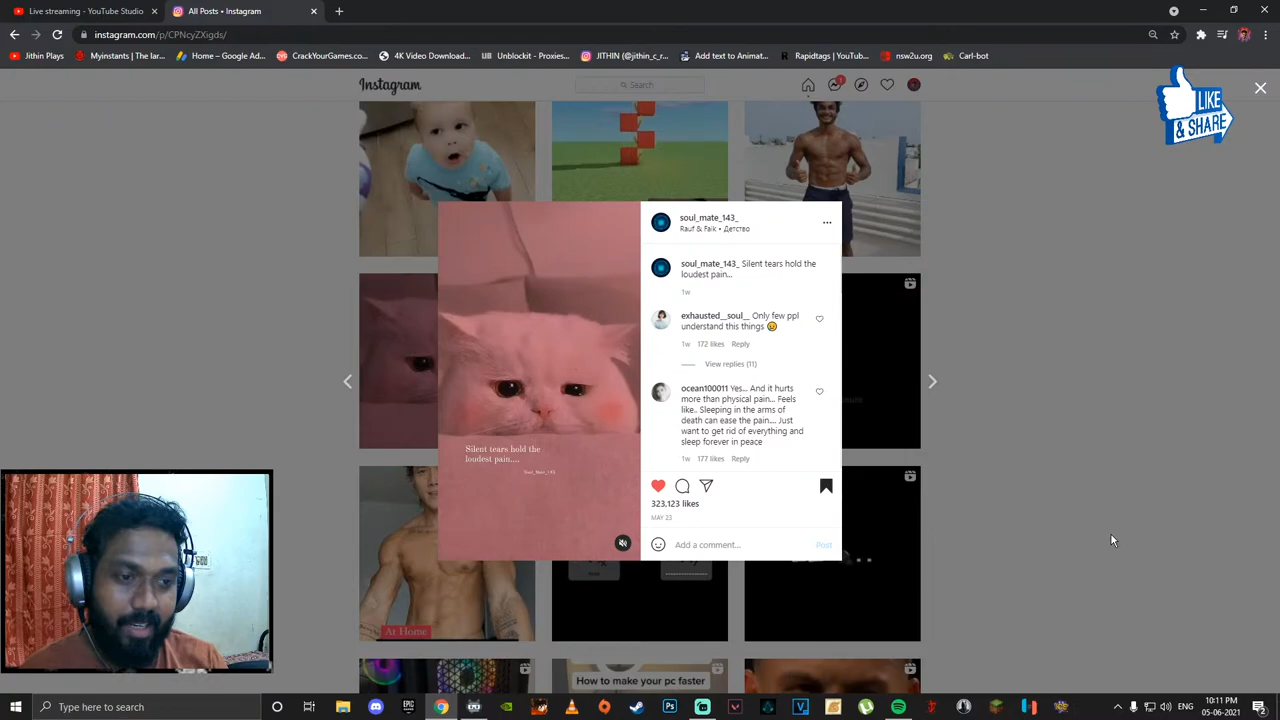 Live streaming - YouTube Studio
All Posts • Instagram
instagram.com/p/CPNcyZXigds/
Jithin Plays
Myinstants | The lar...
Home – Google Ad...
CrackYourGames.c...
4K Video Download...
Unblockit - Proxies...
JITHIN (@jithin_c_r...
Add text to Animat...
Rapidtags | YouTub...
nsw2u.org
Carl-bot
Instagram
Search
1
LIKE
& SHARE
soul_mate_143_
Rauf & Faik • Детство
soul_mate_143_ Silent tears hold the
loudest pain...
1w
exhausted__soul__ Only few ppl
understand this things 😖
1w 172 likes Reply
View replies (11)
ocean100011 Yes... And it hurts
more than physical pain... Feels
like.. Sleeping in the arms of
death can ease the pain.... Just
want to get rid of everything and
sleep forever in peace
1w 177 likes Reply
323,123 likes
MAY 23
Add a comment...
Post
Silent tears hold the
loudest pain....
At Home
How to make your pc faster
Type here to search
ENG
10:11 PM
05-06-2021